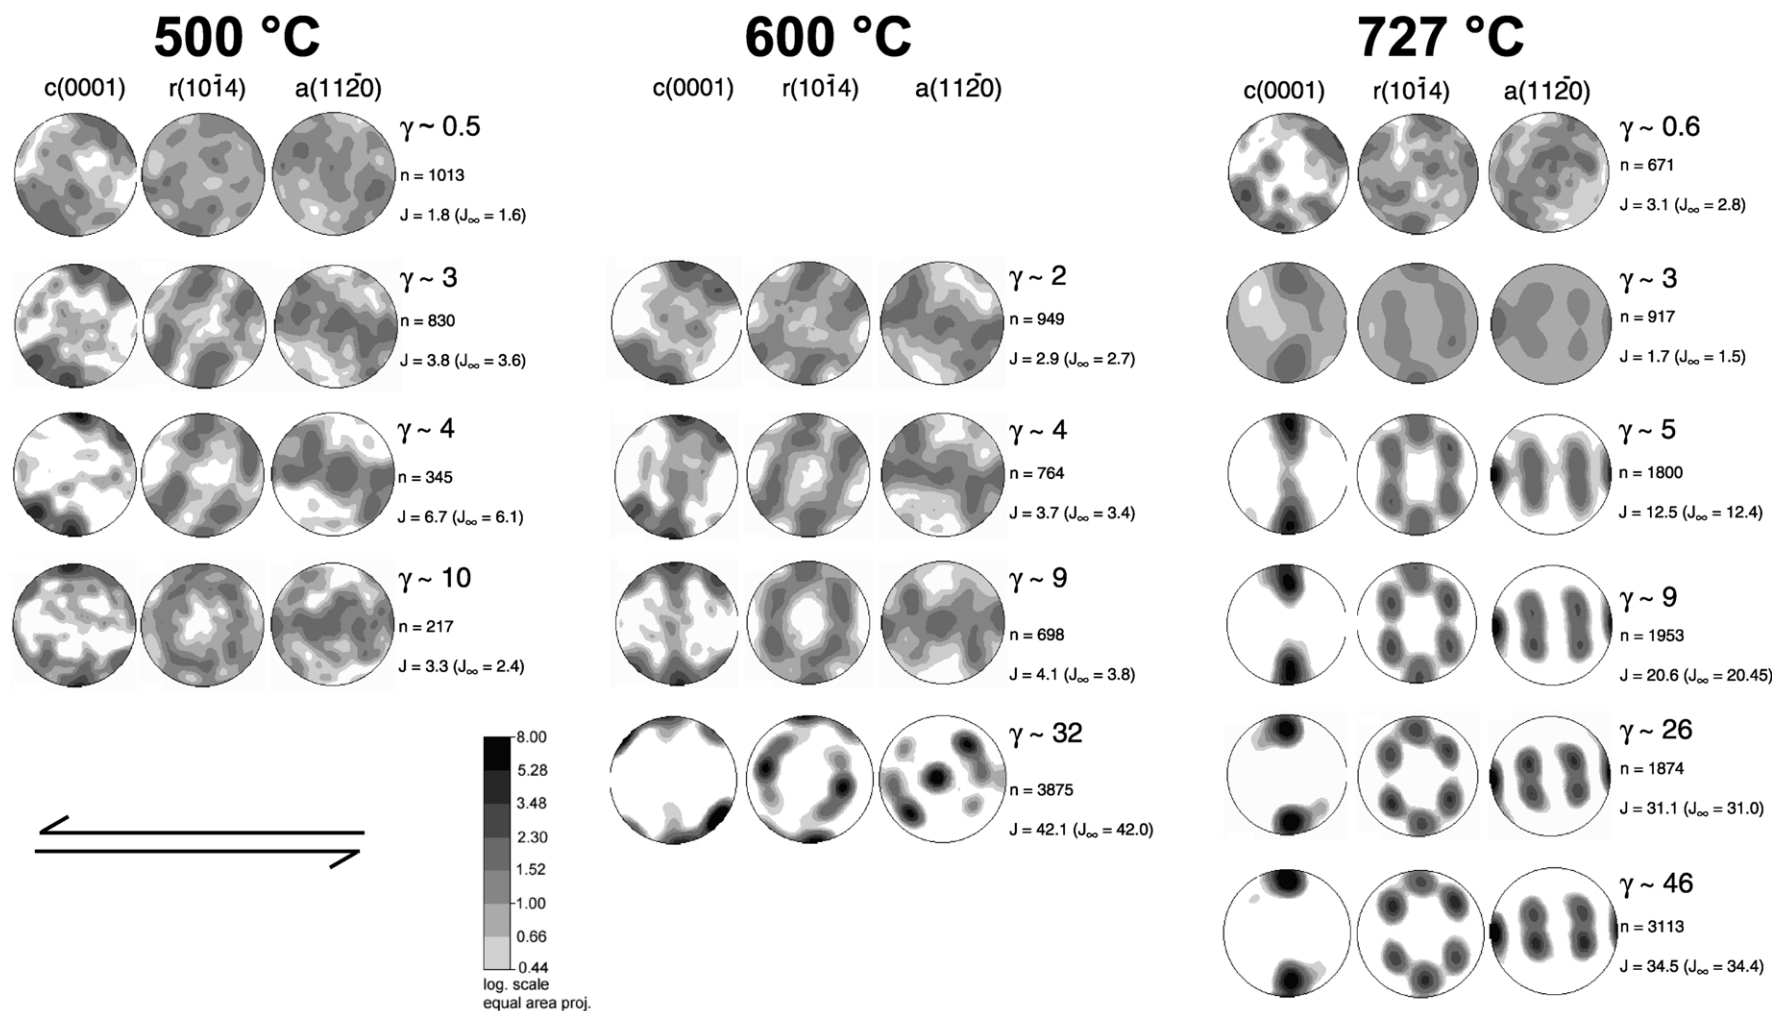 500 °C
c(0001) r(101̄4) a(112̄0)
γ ~ 0.5
n = 1013
J = 1.8 (J∞ = 1.6)
γ ~ 3
n = 830
J = 3.8 (J∞ = 3.6)
γ ~ 4
n = 345
J = 6.7 (J∞ = 6.1)
γ ~ 10
n = 217
J = 3.3 (J∞ = 2.4)
8.00
5.28
3.48
2.30
1.52
1.00
0.66
0.44
log. scale
equal area proj.
600 °C
c(0001) r(101̄4) a(112̄0)
γ ~ 2
n = 949
J = 2.9 (J∞ = 2.7)
γ ~ 4
n = 764
J = 3.7 (J∞ = 3.4)
γ ~ 9
n = 698
J = 4.1 (J∞ = 3.8)
γ ~ 32
n = 3875
J = 42.1 (J∞ = 42.0)
727 °C
c(0001) r(101̄4) a(112̄0)
γ ~ 0.6
n = 671
J = 3.1 (J∞ = 2.8)
γ ~ 3
n = 917
J = 1.7 (J∞ = 1.5)
γ ~ 5
n = 1800
J = 12.5 (J∞ = 12.4)
γ ~ 9
n = 1953
J = 20.6 (J∞ = 20.45)
γ ~ 26
n = 1874
J = 31.1 (J∞ = 31.0)
γ ~ 46
n = 3113
J = 34.5 (J∞ = 34.4)